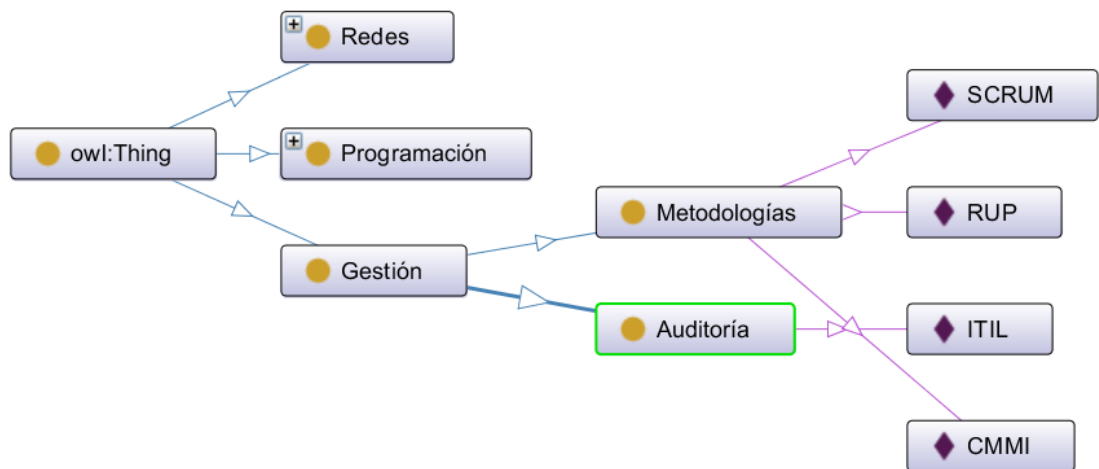 Redes
owl:Thing
Programación
Gestión
Metodologías
Auditoría
SCRUM
RUP
ITIL
CMMI